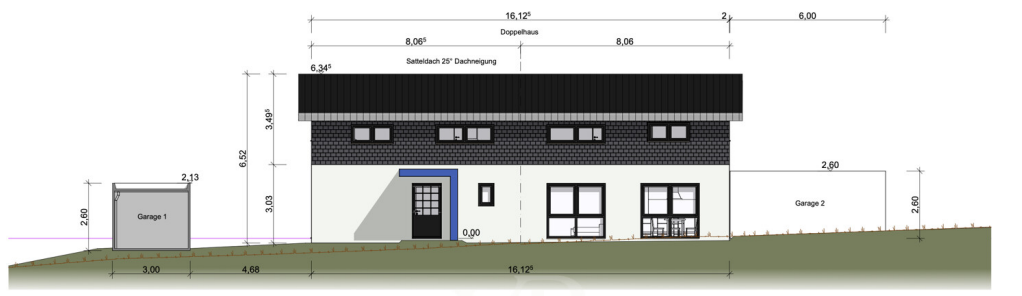 16,12⁵ 2 6,00
Doppelhaus
8,06⁵ 8,06
Satteldach 25° Dachneigung
6.34⁵
3,49⁵
6,52
2,60
2,13
3,03
2,60
Garage 1
Garage 2
2,60
0,00
3,00 4,68 16,12⁵